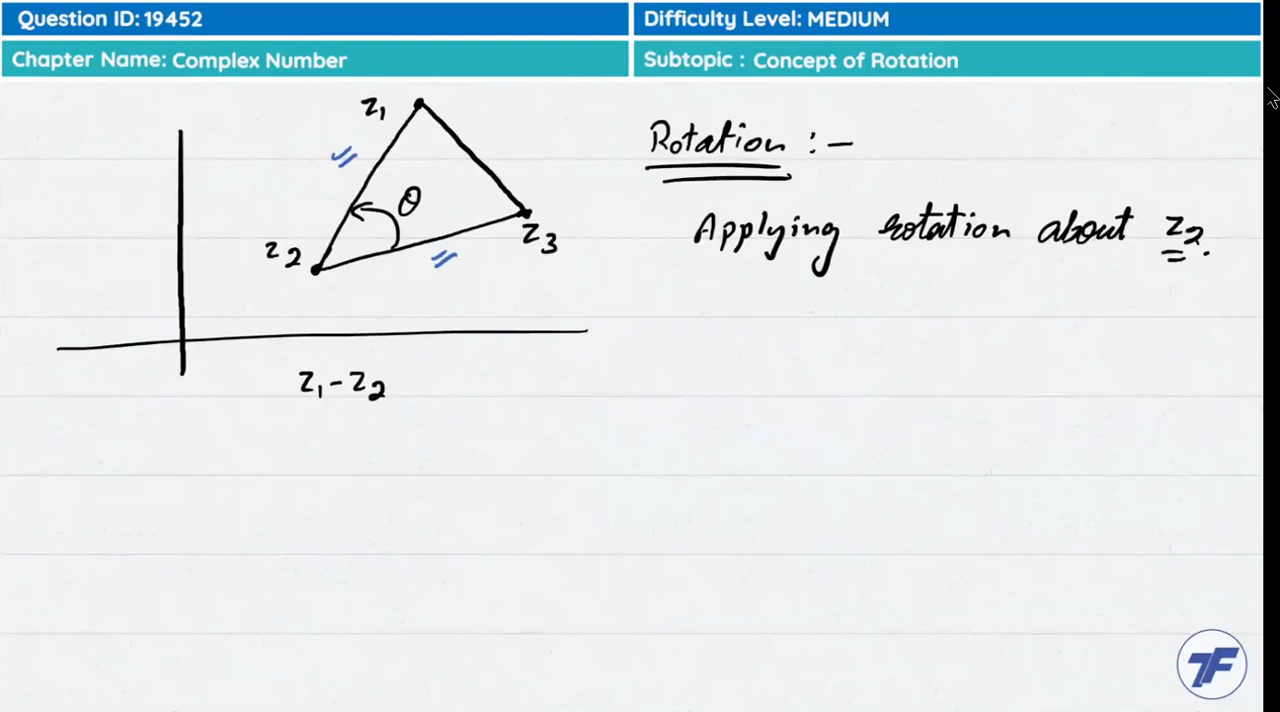 Question ID: 19452
Difficulty Level: MEDIUM
Chapter Name: Complex Number
Subtopic : Concept of Rotation
z₁
θ
z₂
z₃
z₁ - z₂
Rotation : -
Applying rotation about z₂.
TF